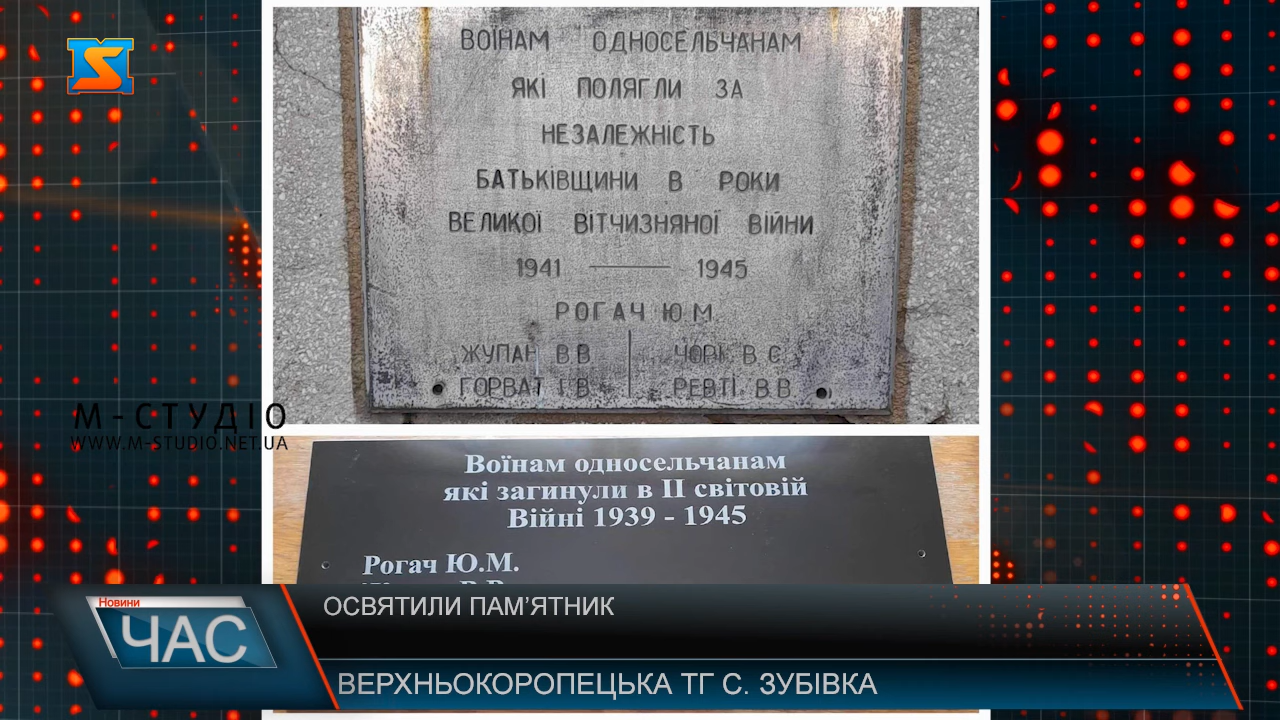 ВОЇНАМ ОДНОСЕЛЬЧАНАМ
ЯКІ ПОЛЯГЛИ ЗА
НЕЗАЛЕЖНІСТЬ
БАТЬКІВЩИНИ В РОКИ
ВЕЛИКОЇ ВІТЧИЗНЯНОЇ ВІЙНИ
1941 — 1945
РОГАЧ Ю М
ЖУПАН В В ЧОРІ В С.
ГОРВАТ І В РЕВТІ В В
М-СТУДІО
WWW.M-STUDIO.NET.UA
Воїнам односельчанам
які загинули в ІІ світовій
Війні 1939 - 1945
Рогач Ю.М.
Новини
ЧАС
ОСВЯТИЛИ ПАМ’ЯТНИК
ВЕРХНЬОКОРОПЕЦЬКА ТГ С. ЗУБІВКА